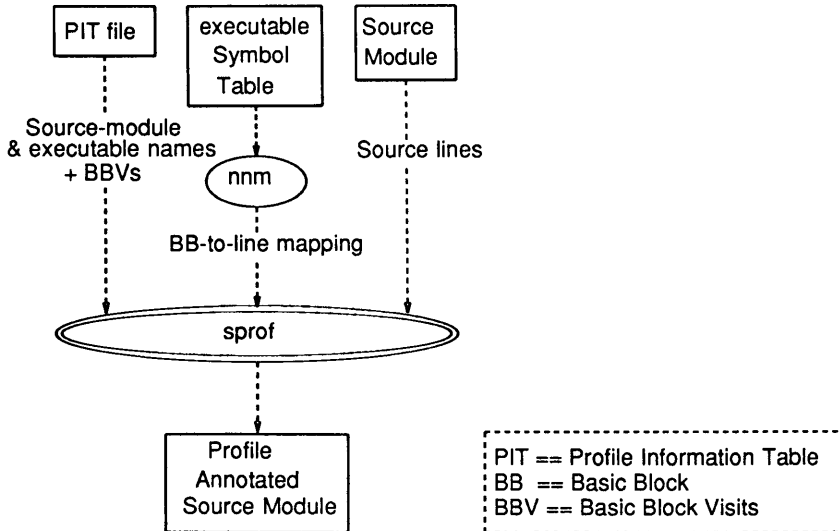 PIT file
executable
Symbol
Table
Source
Module
Source-module
& executable names
+ BBVs
Source lines
nnm
BB-to-line mapping
sprof
Profile
Annotated
Source Module
PIT == Profile Information Table
BB == Basic Block
BBV == Basic Block Visits